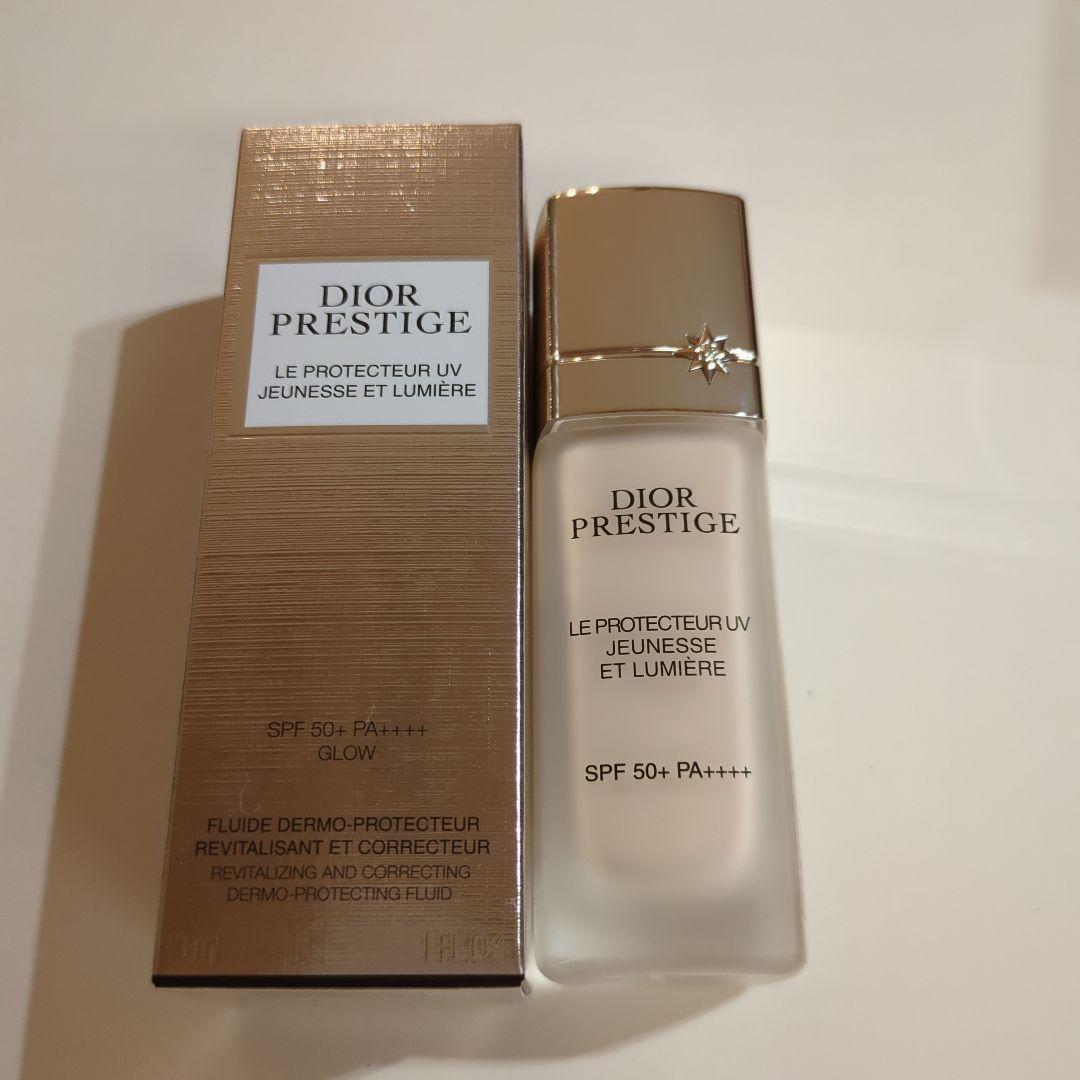 DIOR
PRESTIGE
LE PROTECTEUR UV
JEUNESSE ET LUMIÈRE
SPF 50+ PA++++
GLOW
FLUIDE DERMO-PROTECTEUR
REVITALISANT ET CORRECTEUR
REVITALIZING AND CORRECTING
DERMO-PROTECTING FLUID
DIOR
PRESTIGE
LE PROTECTEUR UV
JEUNESSE
ET LUMIÈRE
SPF 50+ PA++++